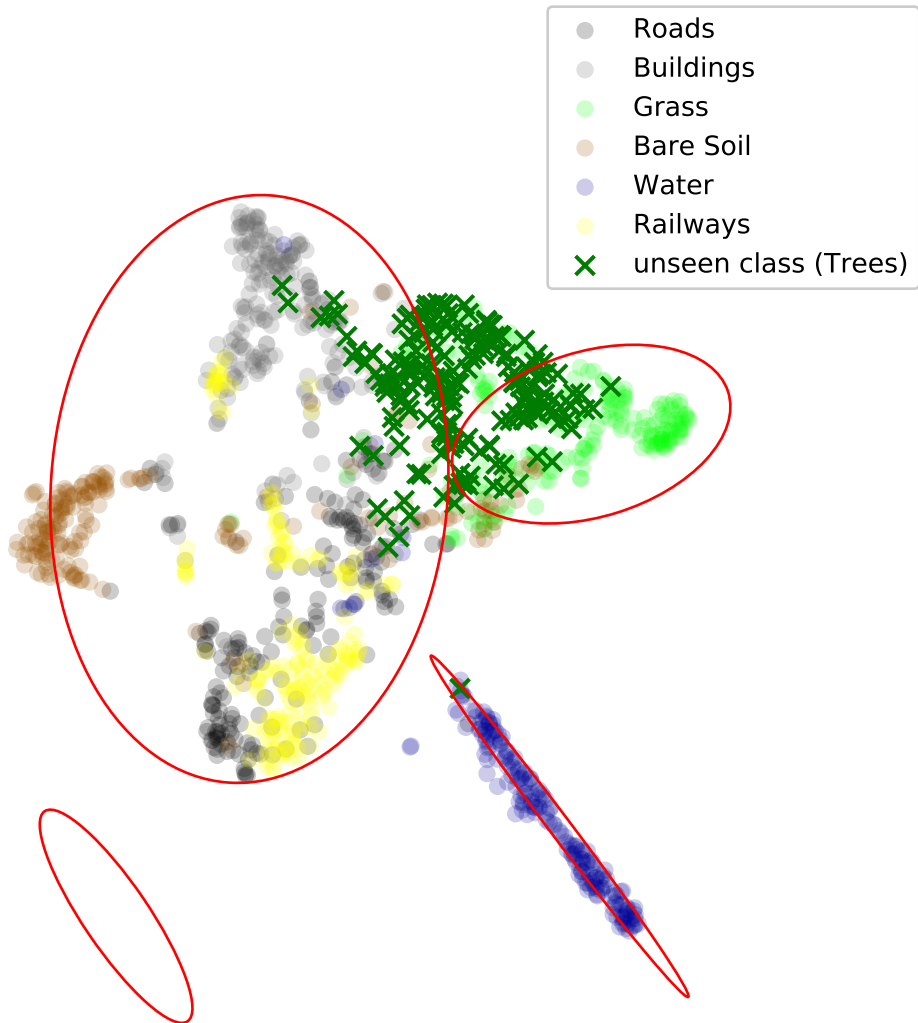 Roads
Buildings
Grass
Bare Soil
Water
Railways
unseen class (Trees)